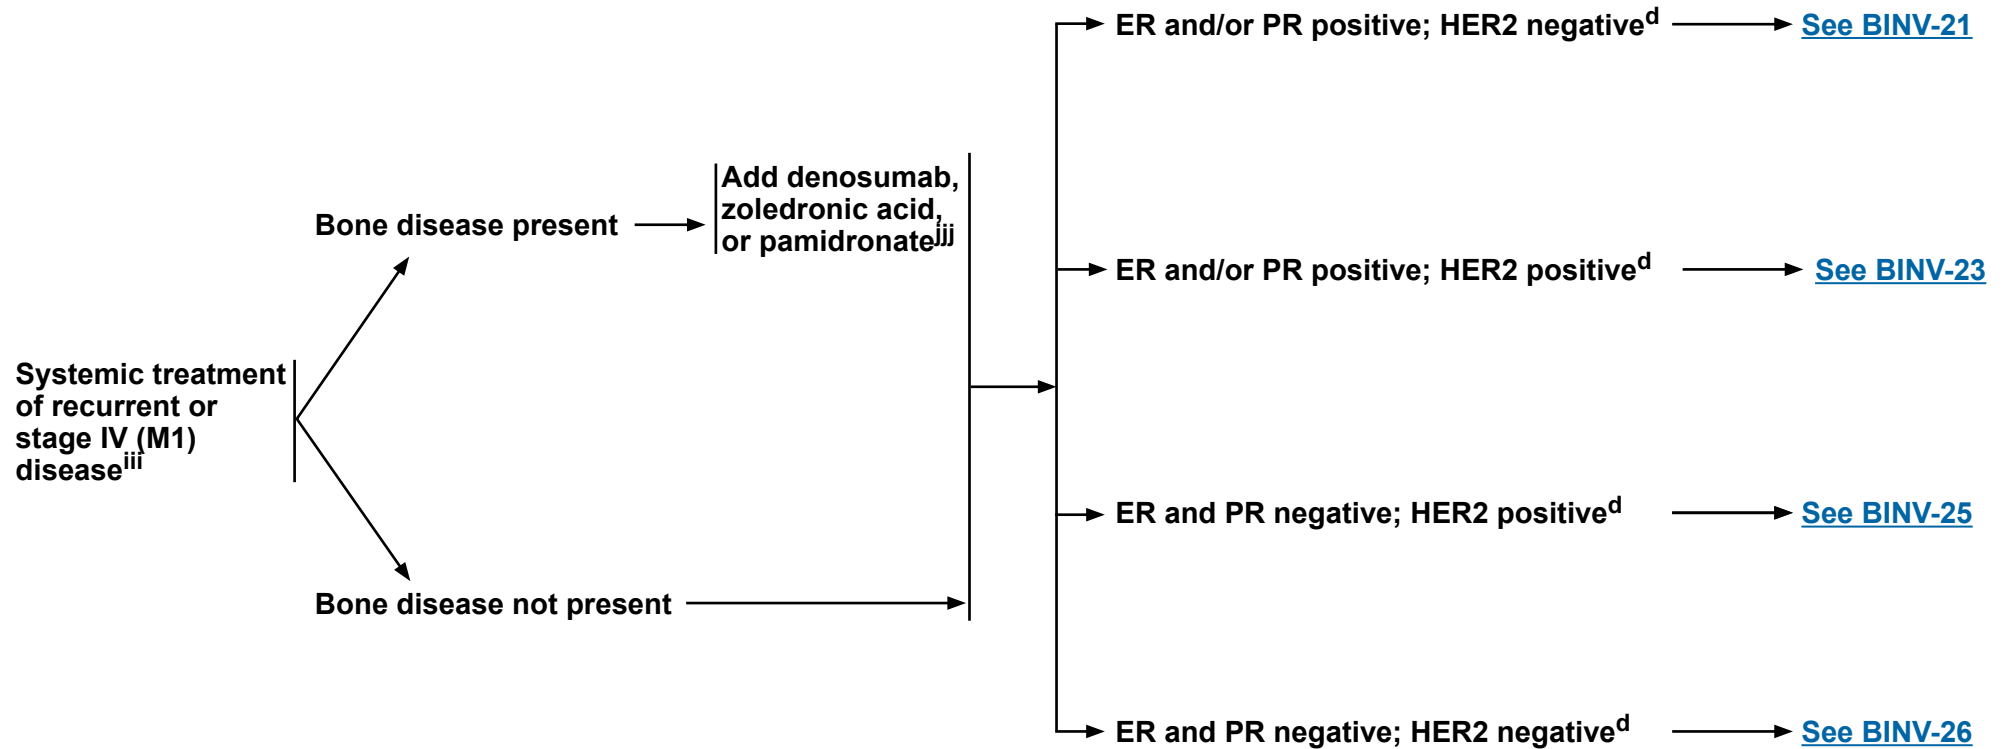 Systemic treatment
of recurrent or
stage IV (M1)
diseaseiii
Bone disease present
Add denosumab,
zoledronic acid,
or pamidronatejjj
Bone disease not present
ER and/or PR positive; HER2 negatived
See BINV-21
ER and/or PR positive; HER2 positived
See BINV-23
ER and PR negative; HER2 positived
See BINV-25
ER and PR negative; HER2 negatived
See BINV-26